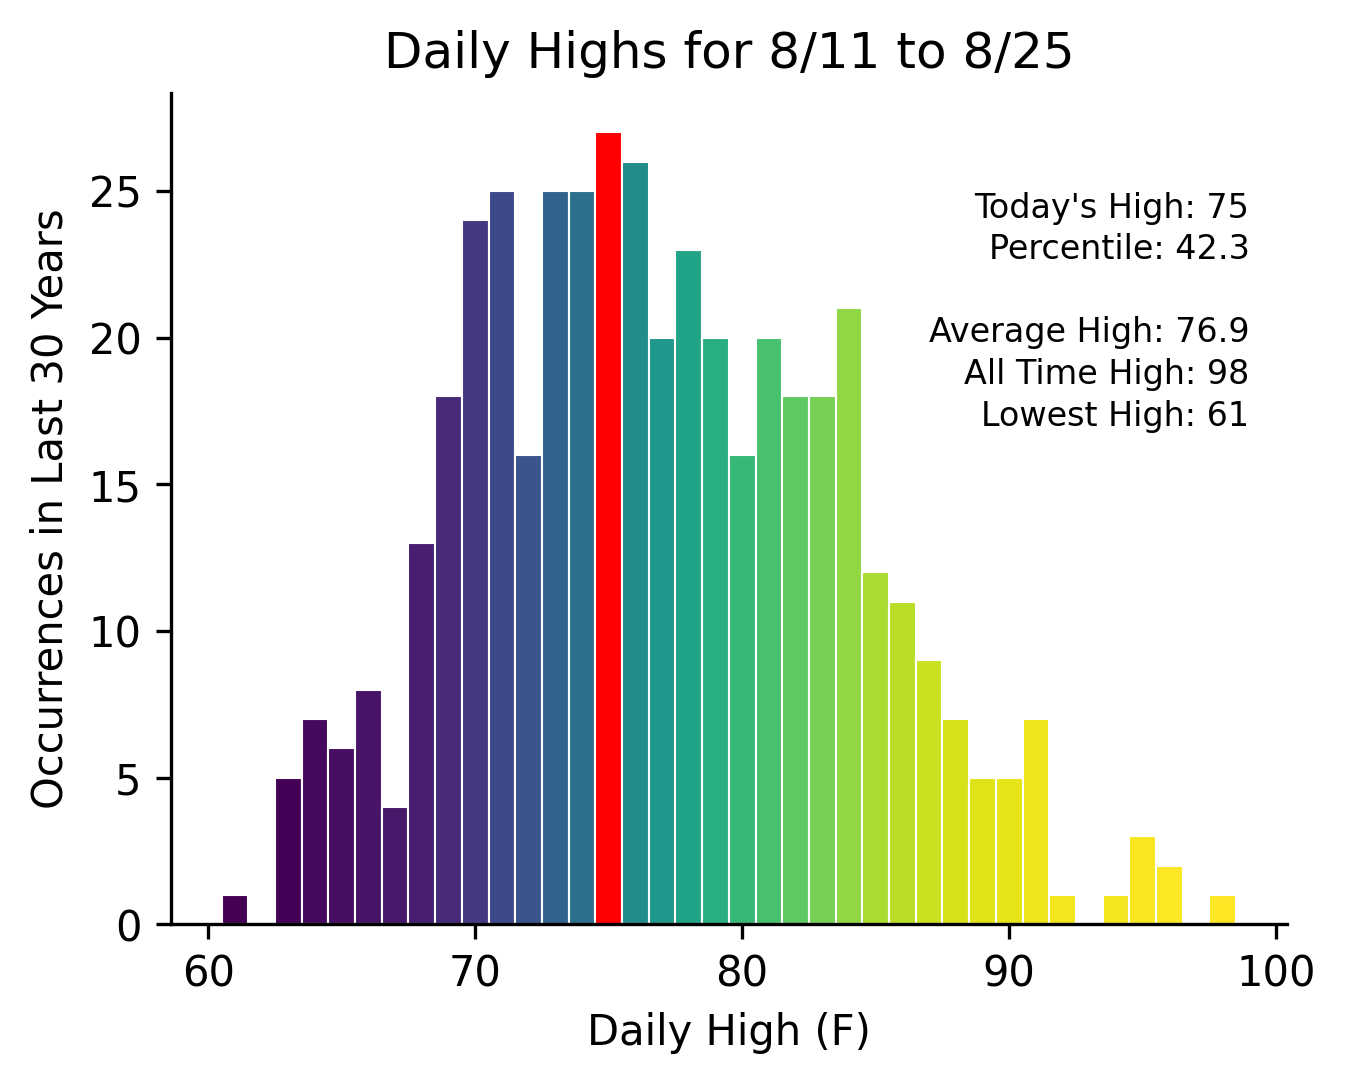 Daily Highs for 8/11 to 8/25
Today's High: 75
Percentile: 42.3
Average High: 76.9
All Time High: 98
Lowest High: 61
Occurrences in Last 30 Years
25
20
15
10
5
0
60 70 80 90 100
Daily High (F)